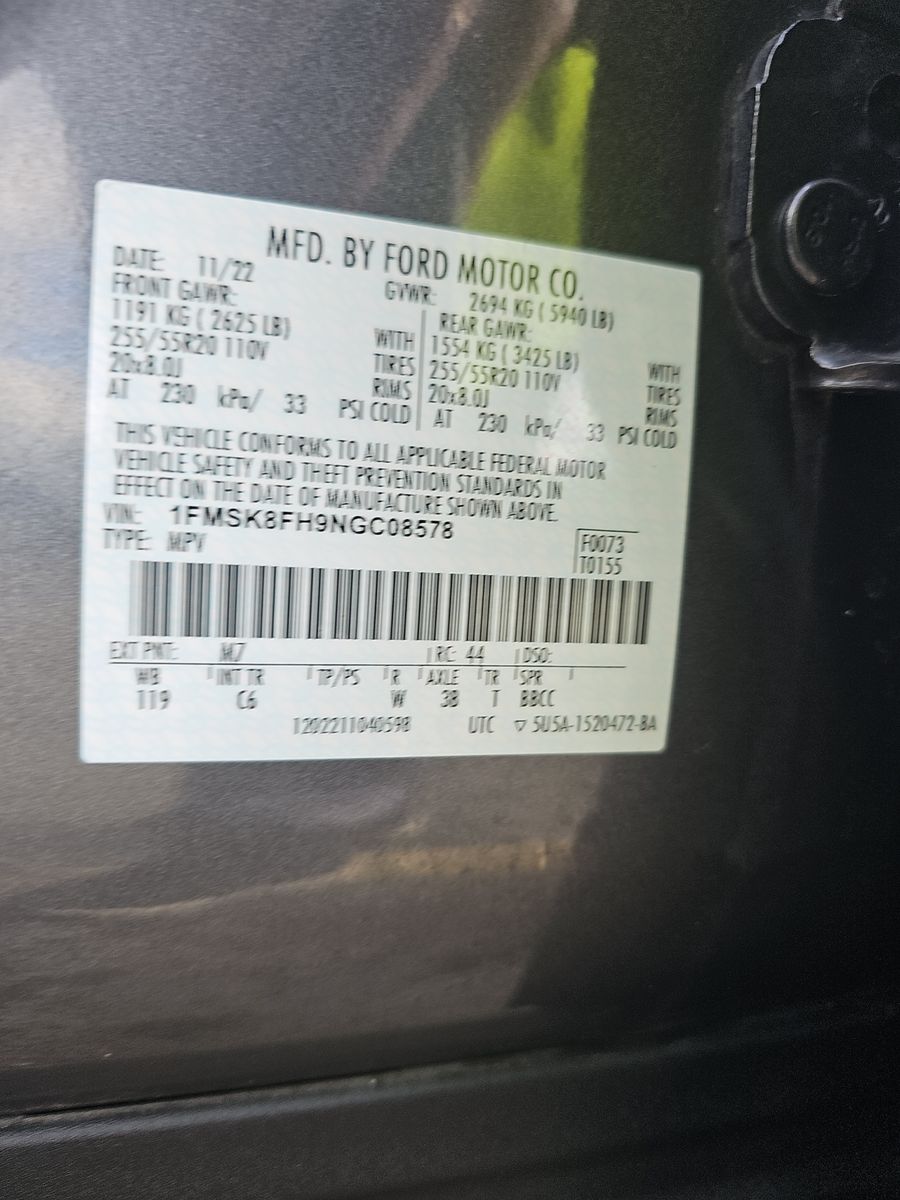 MFD. BY FORD MOTOR CO.
DATE: 11/22 GVWR: 2694 KG ( 5940 LB)
FRONT GAWR: REAR GAWR:
1191 KG ( 2625 LB) WITH 1554 KG ( 3425 LB) WITH
255/55R20 110V TIRES 255/55R20 110V TIRES
20x8.0J RIMS 20x8.0J RIMS
AT 230 kPa/ 33 PSI COLD AT 230 kPa/ 33 PSI COLD
THIS VEHICLE CONFORMS TO ALL APPLICABLE FEDERAL MOTOR
VEHICLE SAFETY AND THEFT PREVENTION STANDARDS IN
EFFECT ON THE DATE OF MANUFACTURE SHOWN ABOVE.
VIN: 1FMSK8FH9NGC08578
TYPE: MPV
F0073
T0155
EXT PNT: M7 RC: 44 DSO:
WB INT TR TP/PS R AXLE TR SPR
119 C6 W 38 T BBCC
1202211040598 UTC ▽ 5U5A-1520472-BA